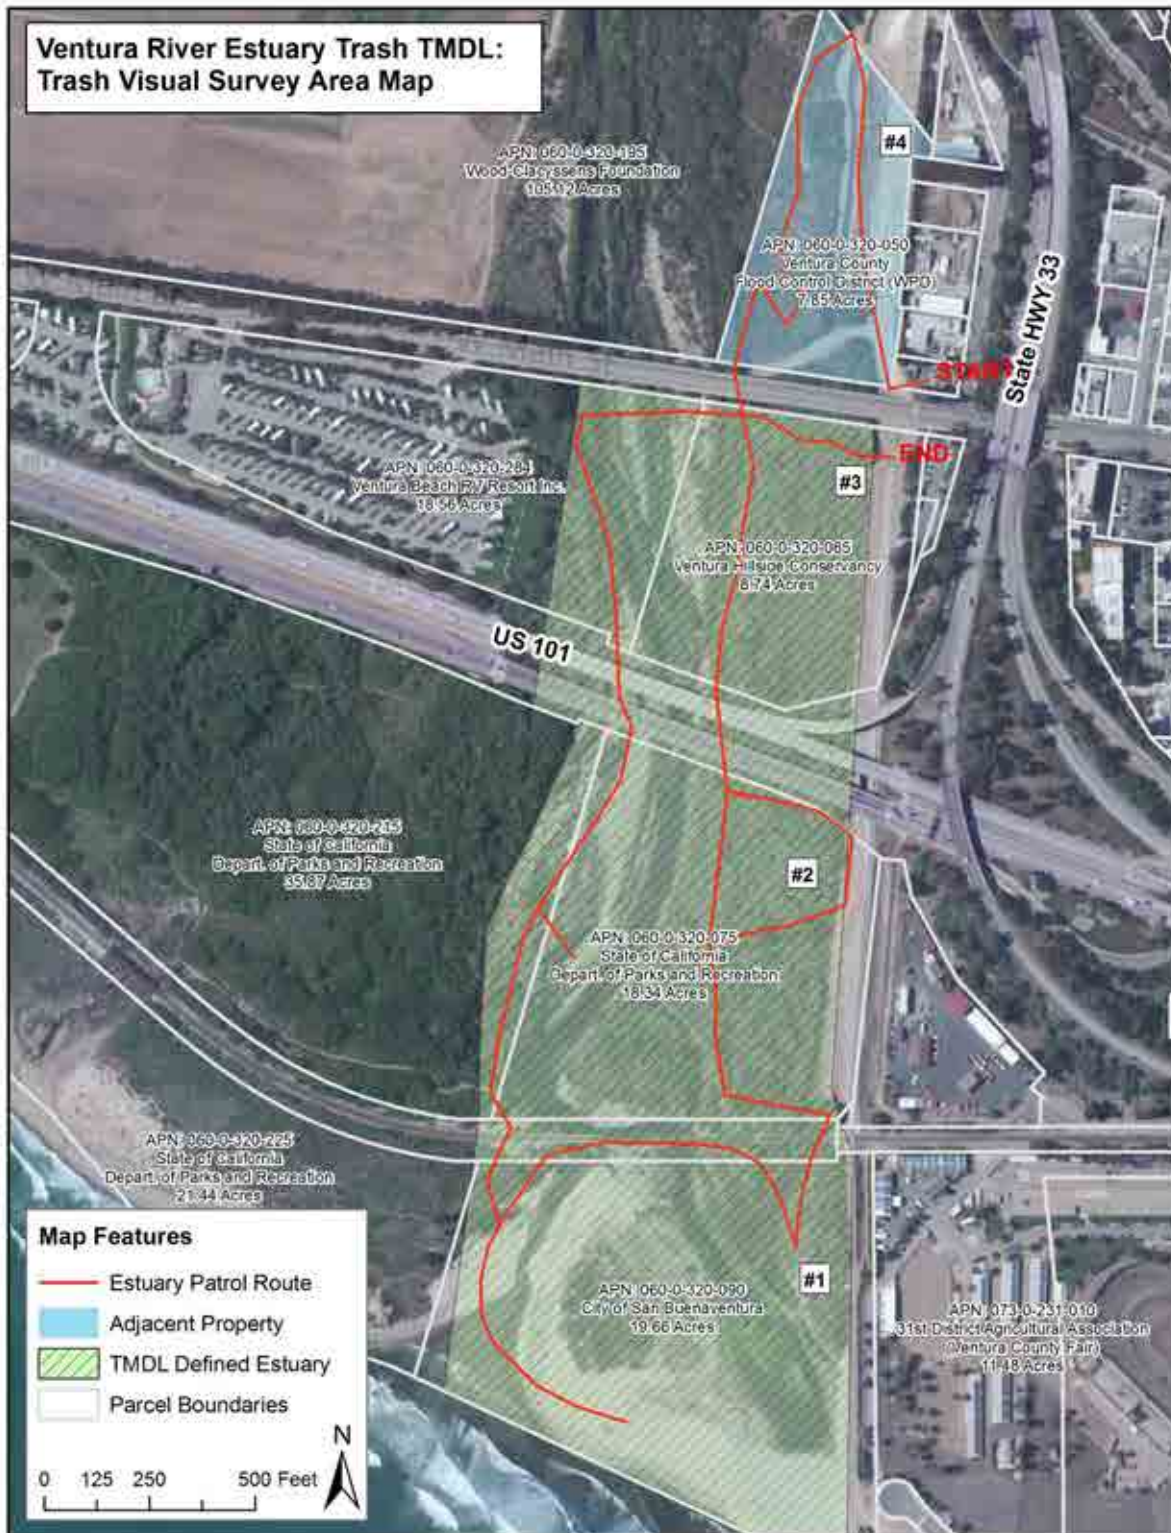 Ventura River Estuary Trash TMDL:
Trash Visual Survey Area Map
APN: 060-0-320-195
Wood-Claeyssens Foundation
105.12 Acres
#4
APN: 060-0-320-050
Ventura County
Flood Control District (WPD)
7.85 Acres
State HWY 33
START
END
#3
APN: 060-0-320-284
Ventura Beach RV Resort Inc.
18.56 Acres
APN: 060-0-320-065
Ventura Hillside Conservancy
8.74 Acres
US 101
APN: 060-0-320-215
State of California
Depart. of Parks and Recreation
35.87 Acres
#2
APN: 060-0-320-075
State of California
Depart. of Parks and Recreation
18.34 Acres
APN: 060-0-320-225
State of California
Depart. of Parks and Recreation
21.44 Acres
#1
APN: 060-0-320-090
City of San Buenaventura
19.66 Acres
APN: 073-0-231-010
31st District Agricultural Association
(Ventura County Fair)
11.48 Acres
Map Features
Estuary Patrol Route
Adjacent Property
TMDL Defined Estuary
Parcel Boundaries
N
0 125 250 500 Feet